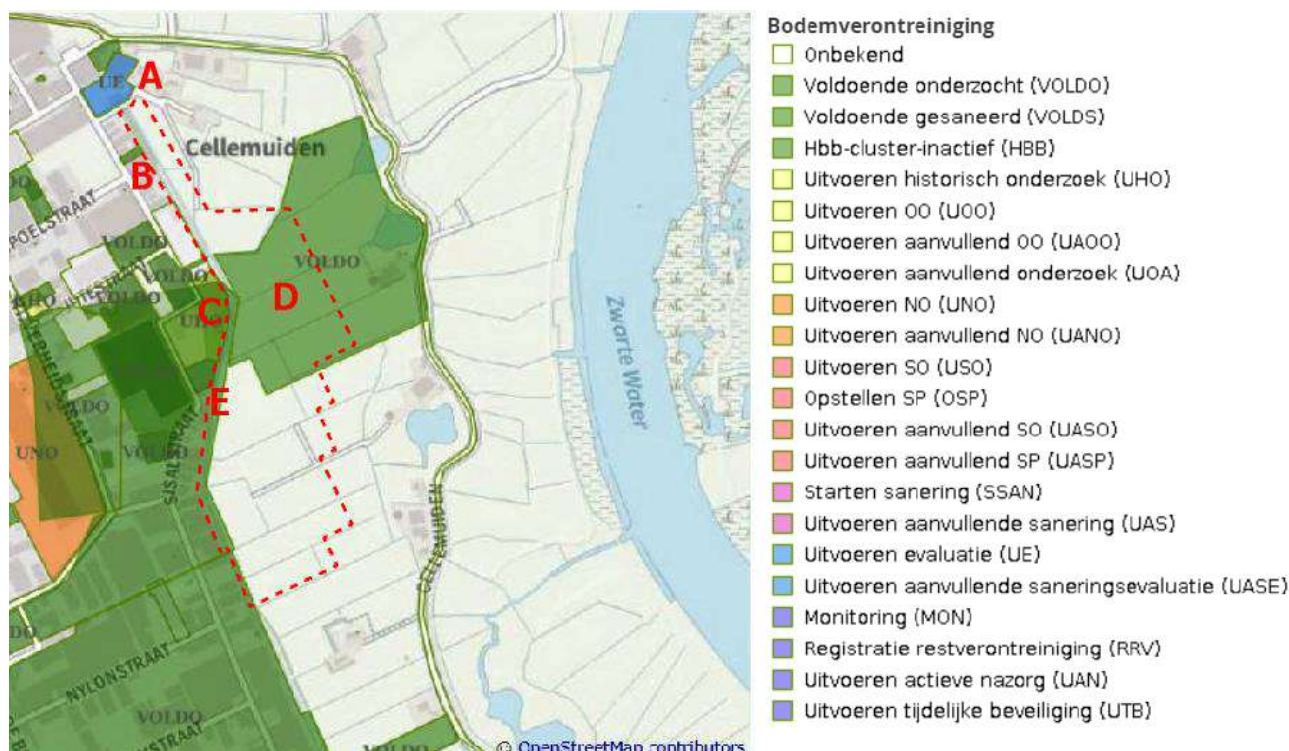 A
UE
Cellemuiden
B
POELSTRAAT
VOLDO
VOLDO
VOLDO
VOLDO
D
C
UHO
E
Zwarte Water
VOLDO
UNO
VOLDO
SISALSTRAAT
CELLEMUIDEN
NYLONSTRAAT
VOLDO
VOLDO
© OpenStreetMap contributors
Bodemverontreiniging
Onbekend
Voldoende onderzocht (VOLDO)
Voldoende gesaneerd (VOLDS)
Hbb-cluster-inactief (HBB)
Uitvoeren historisch onderzoek (UHO)
Uitvoeren OO (UOO)
Uitvoeren aanvullend OO (UAOO)
Uitvoeren aanvullend onderzoek (UOA)
Uitvoeren NO (UNO)
Uitvoeren aanvullend NO (UANO)
Uitvoeren SO (USO)
Opstellen SP (OSP)
Uitvoeren aanvullend SO (UASO)
Uitvoeren aanvullend SP (UASP)
Starten sanering (SSAN)
Uitvoeren aanvullende sanering (UAS)
Uitvoeren evaluatie (UE)
Uitvoeren aanvullende saneringsevaluatie (UASE)
Monitoring (MON)
Registratie restverontreiniging (RRV)
Uitvoeren actieve nazorg (UAN)
Uitvoeren tijdelijke beveiliging (UTB)